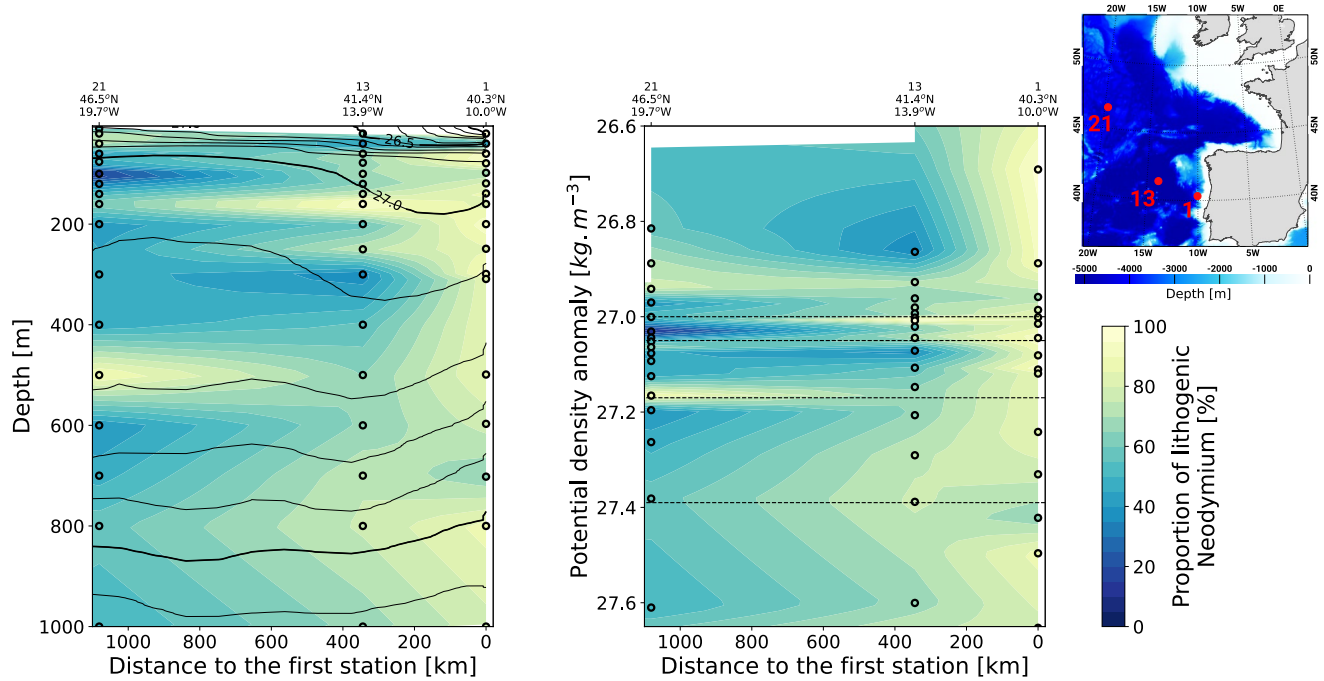 21
46.5°N
19.7°W
13
41.4°N
13.9°W
1
40.3°N
10.0°W
26.5
27.0
200
400
600
800
1000
Depth [m]
1000
800
600
400
200
0
Distance to the first station [km]
21
46.5°N
19.7°W
13
41.4°N
13.9°W
1
40.3°N
10.0°W
26.6
26.8
27.0
27.2
27.4
27.6
Potential density anomaly [kg.m⁻³]
1000
800
600
400
200
0
Distance to the first station [km]
20W
15W
10W
5W
0E
50N
45N
40N
50N
45N
40N
21
13
1
20W
15W
10W
5W
-5000
-4000
-3000
-2000
-1000
0
Depth [m]
100
80
60
40
20
0
Proportion of lithogenic
Neodymium [%]